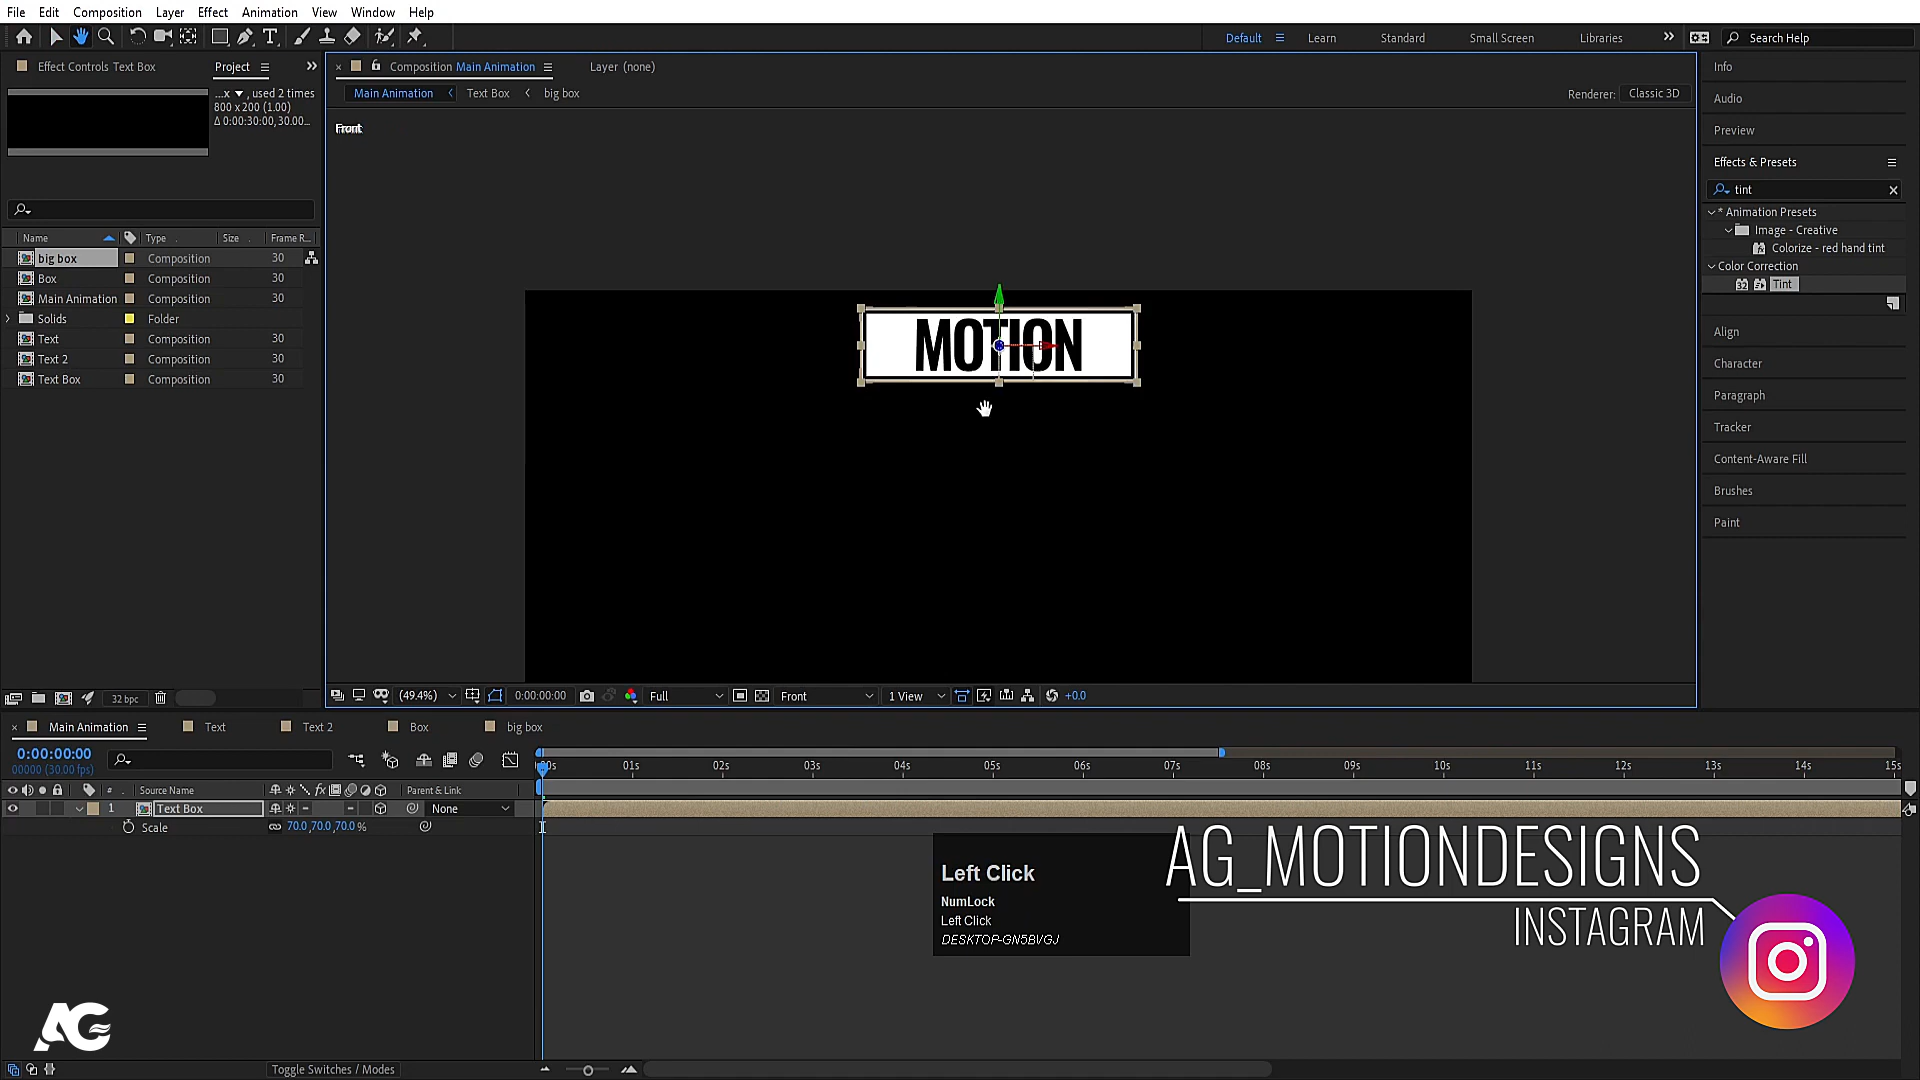 File Edit Composition Layer Effect Animation View Window Help
Default Learn Standard Small Screen Libraries Search Help
Effect Controls Text Box Project
Composition Main Animation Layer (none)
...x ▼, used 2 times
800 x 200 (1.00)
Δ 0:00:30:00, 30.00...
Main Animation Text Box big box
Renderer: Classic 3D
Front
Info
Audio
Preview
Effects & Presets
tint
* Animation Presets
Image - Creative
Colorize - red hand tint
Color Correction
32 Tint
Align
Character
Paragraph
Tracker
Content-Aware Fill
Brushes
Paint
Name Type Size Frame R...
big box Composition 30
Box Composition 30
Main Animation Composition 30
Solids Folder
Text Composition 30
Text 2 Composition 30
Text Box Composition 30
MOTION
32 bpc
(49.4%) 0:00:00:00 Full Front 1 View +0.0
Main Animation Text Text 2 Box big box
0:00:00:00
00000 (30.00 fps)
00s 01s 02s 03s 04s 05s 06s 07s 08s 09s 10s 11s 12s 13s 14s 15s
# Source Name fx Parent & Link
1 Text Box None
Scale 70.0,70.0,70.0 %
Left Click
NumLock
Left Click
DESKTOP-GN5BVGJ
AG_MOTIONDESIGNS
INSTAGRAM
AG
Toggle Switches / Modes